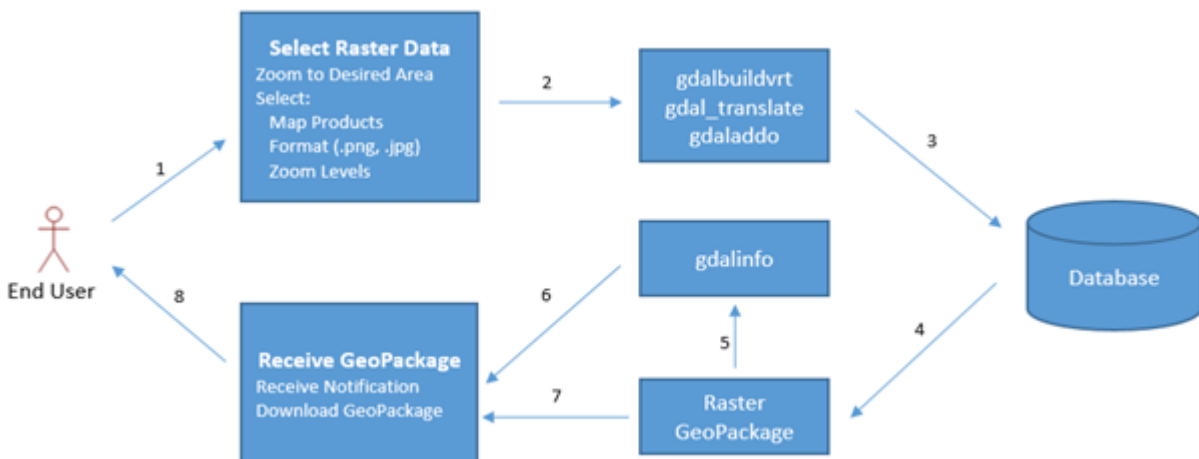 Select Raster Data
Zoom to Desired Area
Select:
Map Products
Format (.png, .jpg)
Zoom Levels
1
2
gdalbuildvrt
gdal_translate
gdaladdo
3
Database
4
Raster
GeoPackage
5
gdalinfo
6
7
Receive GeoPackage
Receive Notification
Download GeoPackage
8
End User